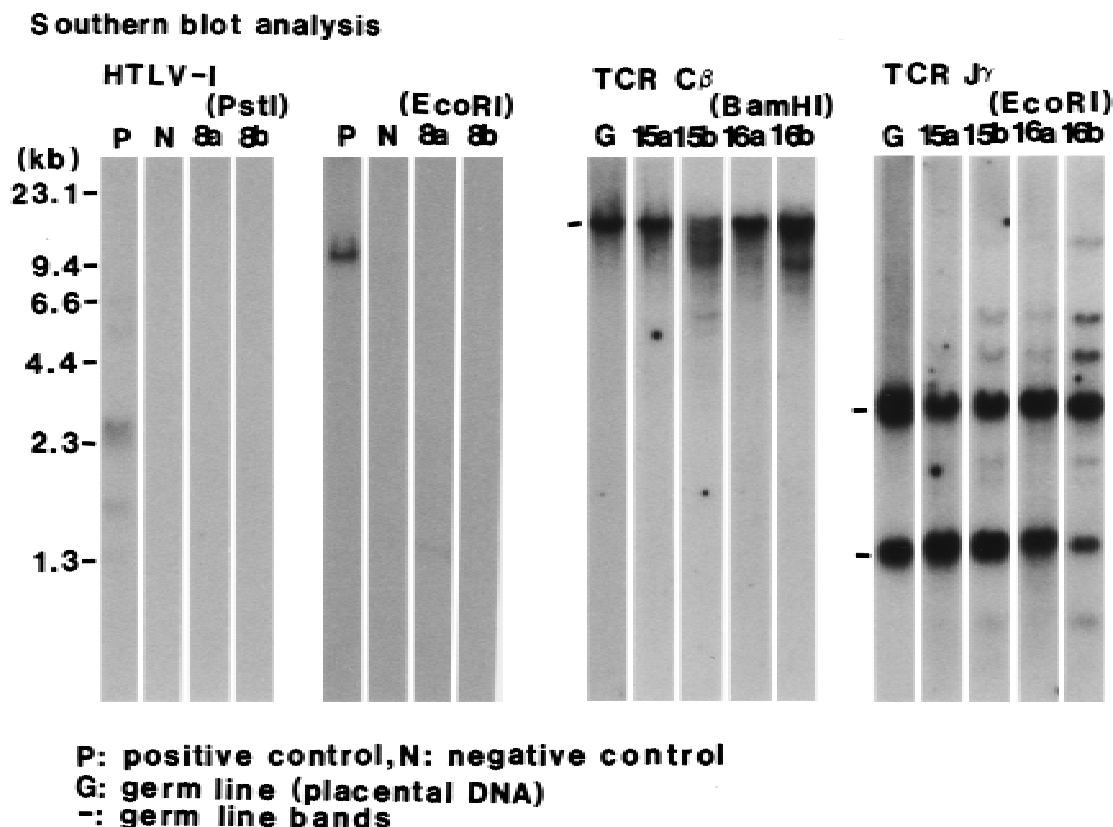 Southern blot analysis
HTLV-I
(PstI)
P N 8a 8b
(EcoRI)
P N 8a 8b
TCR Cβ
(BamHI)
G 15a 15b 16a 16b
TCR Jγ
(EcoRI)
G 15a 15b 16a 16b
(kb)
23.1-
9.4-
6.6-
4.4-
2.3-
1.3-
P: positive control, N: negative control
G: germ line (placental DNA)
-: germ line bands